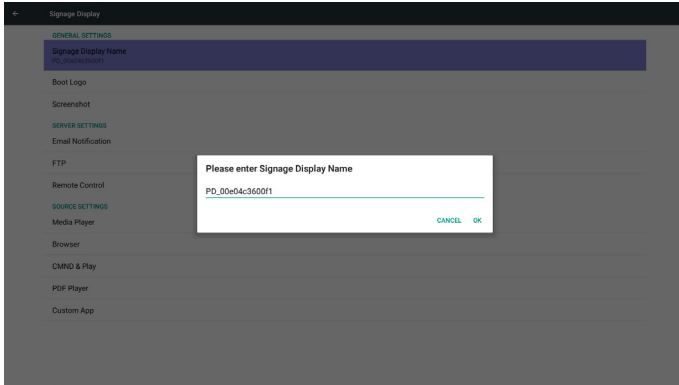 ← Signage Display
GENERAL SETTINGS
Signage Display Name
PD_00e04c3600f1
Boot Logo
Screenshot
SERVER SETTINGS
Email Notification
FTP
Remote Control
SOURCE SETTINGS
Media Player
Browser
CMND & Play
PDF Player
Custom App
Please enter Signage Display Name
PD_00e04c3600f1
CANCEL OK